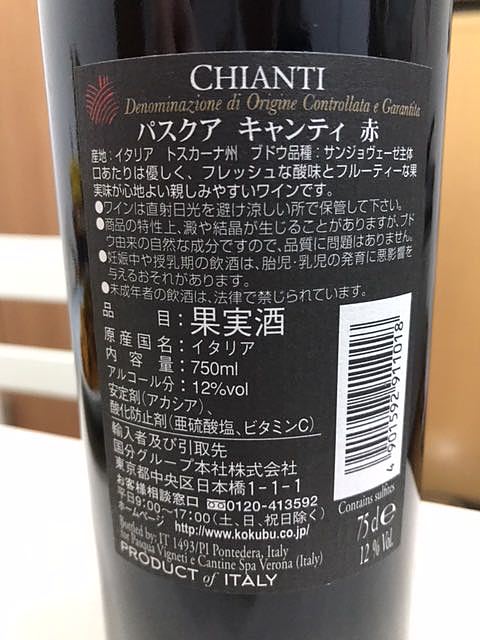 CHIANTI
Denominazione di Origine Controllata e Garantita
パスクア キャンティ 赤
産地:イタリア トスカーナ州 ブドウ品種:サンジョヴェーゼ主体
口あたりは優しく、フレッシュな酸味とフルーティーな果
実味が心地よい親しみやすいワインです。
●ワインは直射日光を避け涼しい所で保管して下さい。
●商品の特性上、澱や結晶が生じることがありますが、ブド
ウ由来の自然な成分ですので、品質に問題はありません。
●妊娠中や授乳期の飲酒は、胎児・乳児の発育に悪影響を
与えるおそれがあります。
●未成年者の飲酒は、法律で禁じられています。
品目:果実酒
原産国名:イタリア
内容量:750ml
アルコール分:12%vol
安定剤(アカシア)、
酸化防止剤(亜硫酸塩、ビタミンC)
輸入者及び引取先
国分グループ本社株式会社
東京都中央区日本橋1-1-1
お客様相談窓口 0120-413592
平日9:00~17:00(土、日、祝日除く)
ホームページ http://www.kokubu.co.jp/
Bottled by: IT 1493/PI Pontedera, Italy
for Pasqua Vigneti e Cantine Spa Verona (Italy)
PRODUCT of ITALY
4 901592 911018
Contains sulfites
75 cl e
12 % Vol.